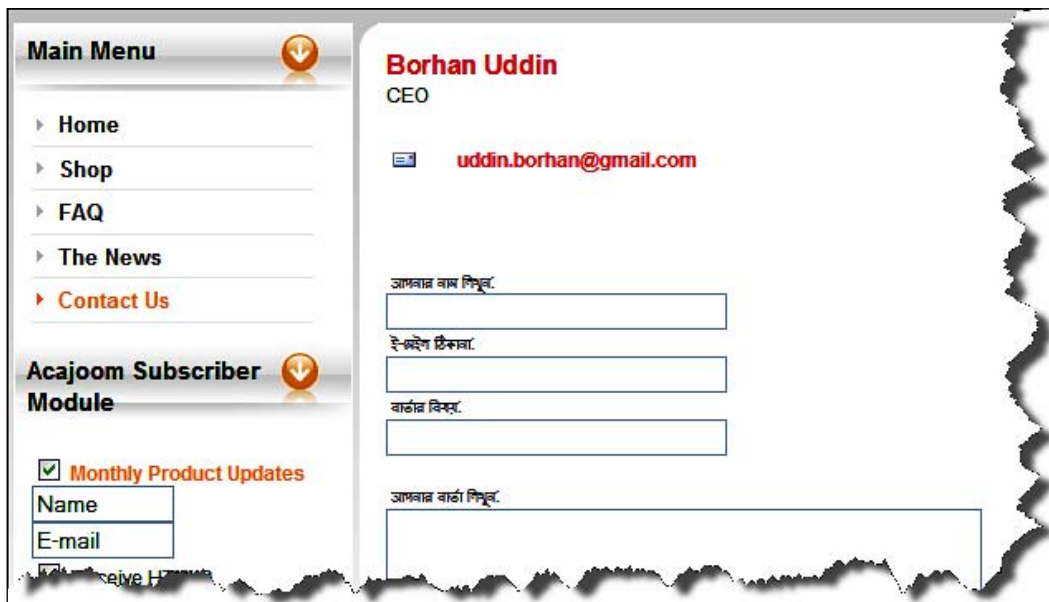 Main Menu
Home
Shop
FAQ
The News
Contact Us
Acajoom Subscriber
Module
Monthly Product Updates
Name
E-mail
Borhan Uddin
CEO
uddin.borhan@gmail.com
আপনার নাম লিখুন:
ই-মেইল ঠিকানা:
বার্তার বিষয়:
আপনার বার্তা লিখুন: